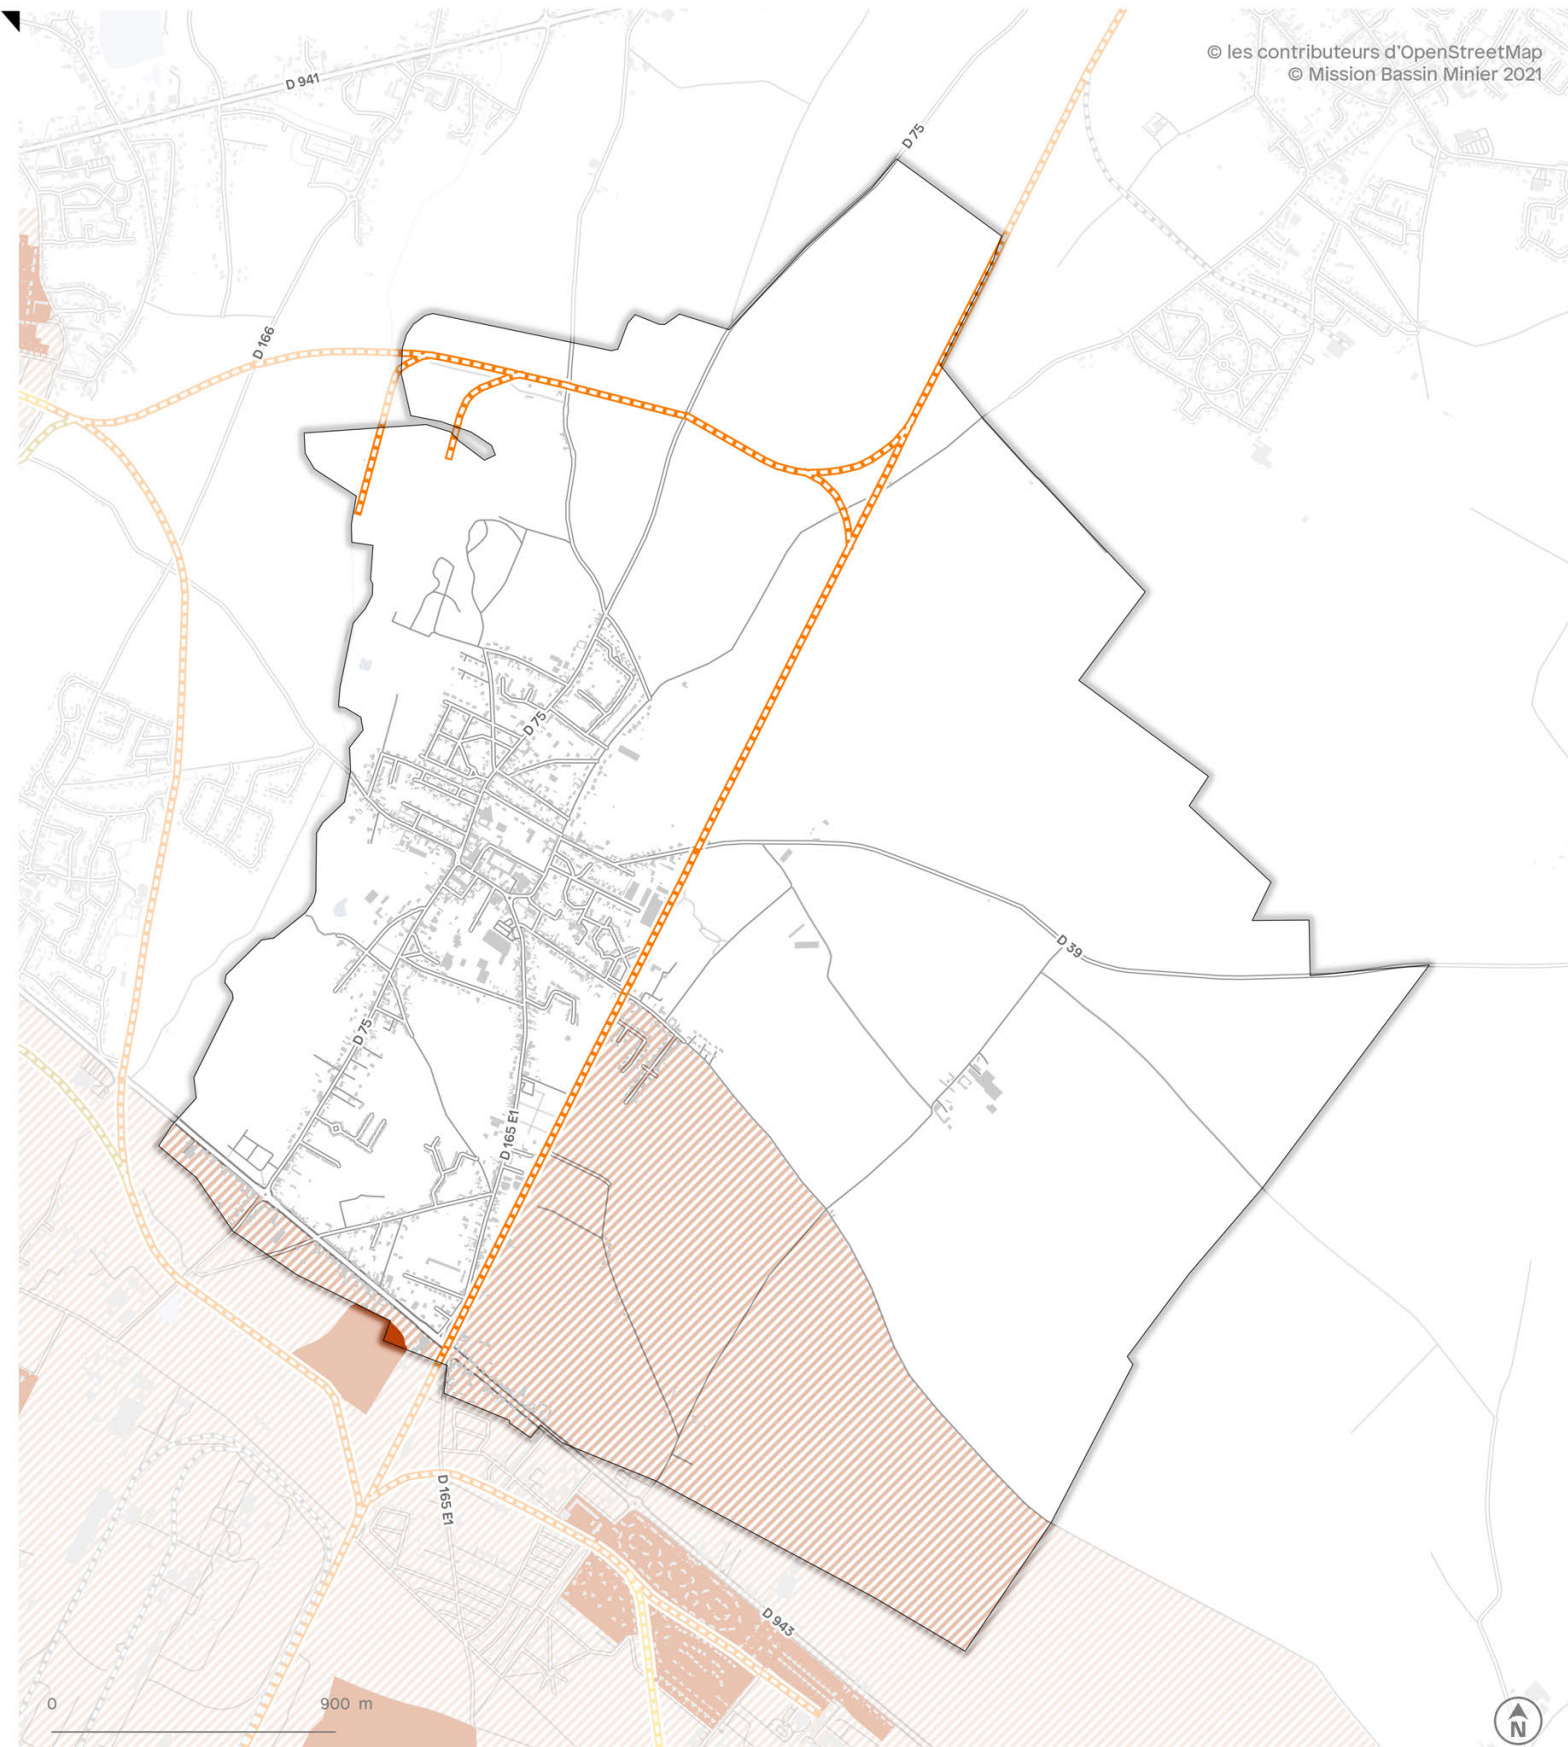 © les contributeurs d'OpenStreetMap
© Mission Bassin Minier 2021
D 941
D 75
D 166
D 75
D 39
D 75
D 165 E1
D 165 E1
D 943
0 900 m
N